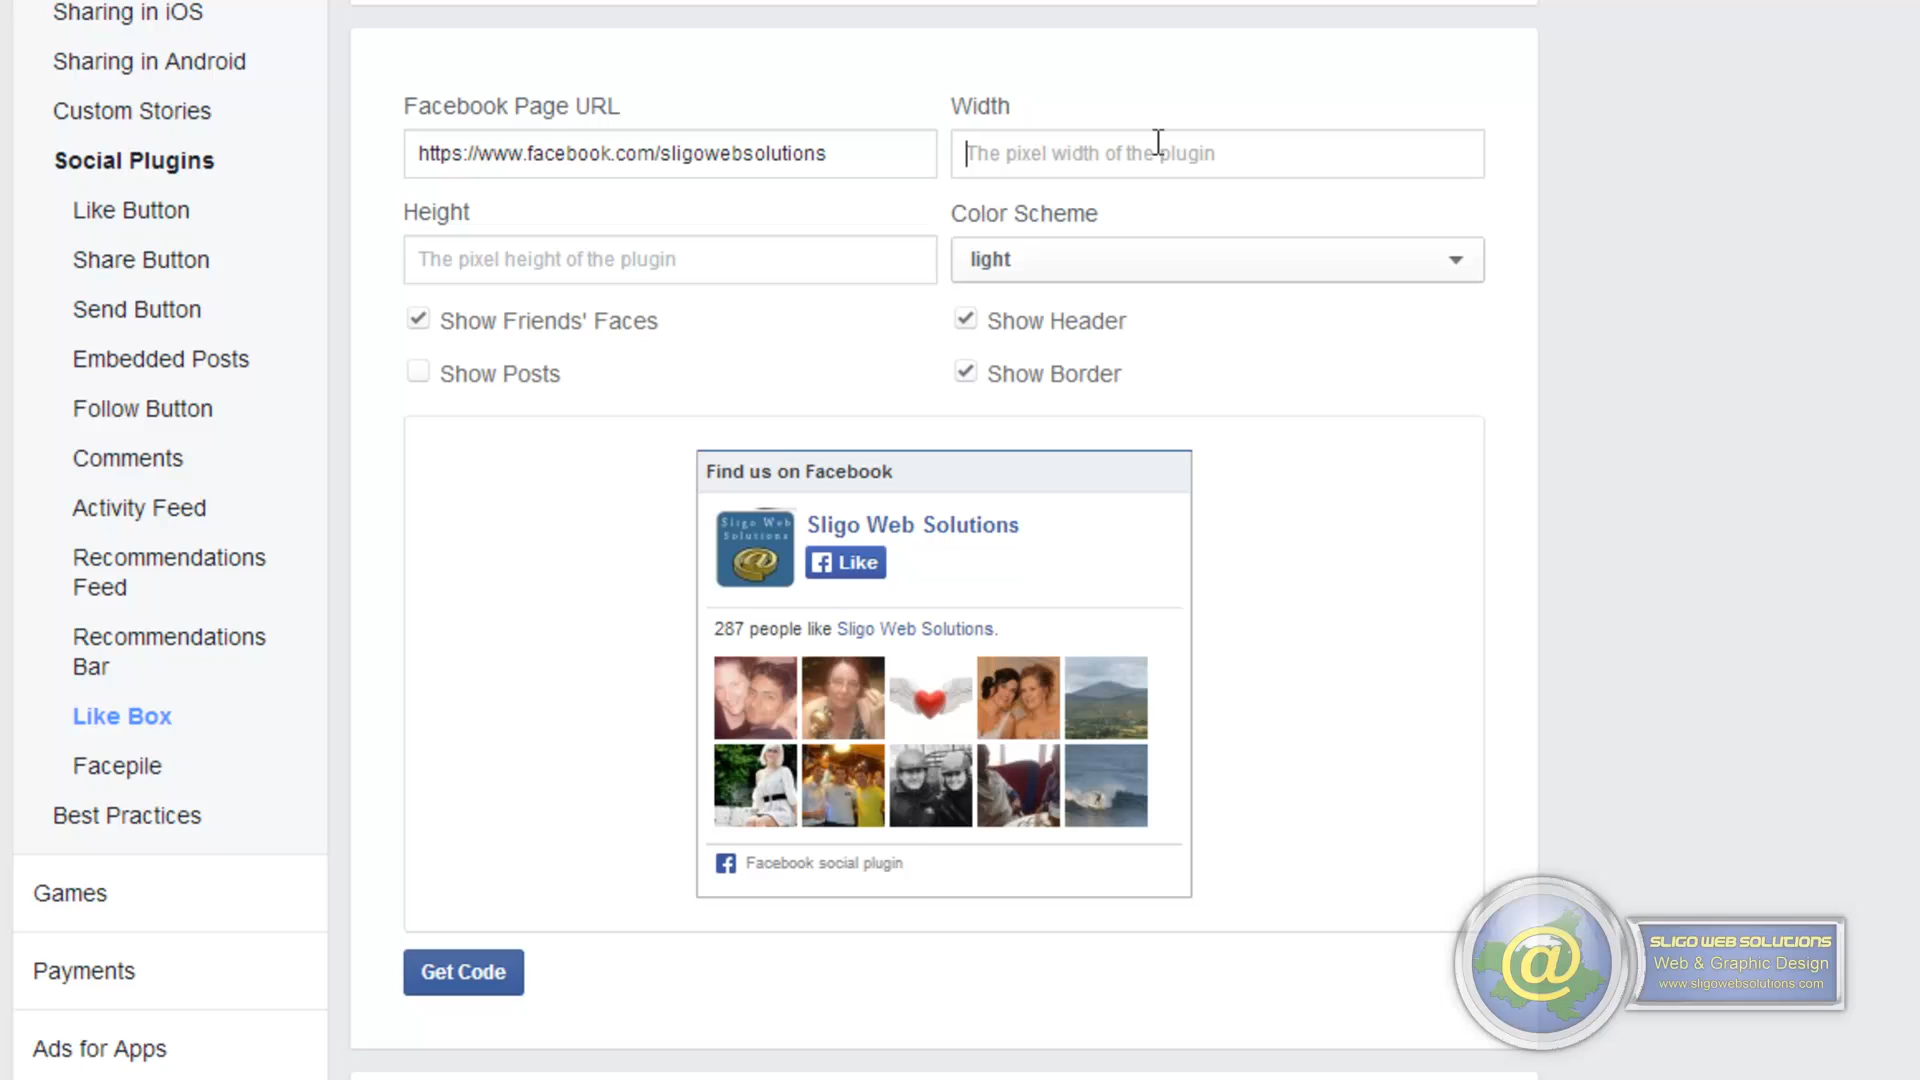 Sharing in iOS
Sharing in Android
Custom Stories
Social Plugins
Like Button
Share Button
Send Button
Embedded Posts
Follow Button
Comments
Activity Feed
Recommendations
Feed
Recommendations
Bar
Like Box
Facepile
Best Practices
Games
Payments
Ads for Apps
Facebook Page URL
https://www.facebook.com/sligowebsolutions
Width
The pixel width of the plugin
Height
The pixel height of the plugin
Color Scheme
light
Show Friends' Faces
Show Header
Show Posts
Show Border
Find us on Facebook
Sligo Web
Solutions
@
Sligo Web Solutions
Like
287 people like Sligo Web Solutions.
Facebook social plugin
Get Code
@
SLIGO WEB SOLUTIONS
Web & Graphic Design
www.sligowebsolutions.com